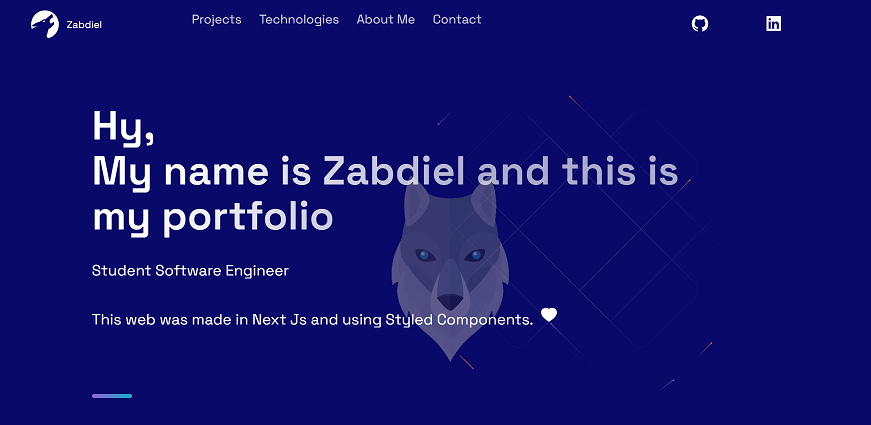 Zabdiel
Projects Technologies About Me Contact
Hy,
My name is Zabdiel and this is
my portfolio
Student Software Engineer
This web was made in Next Js and using Styled Components.